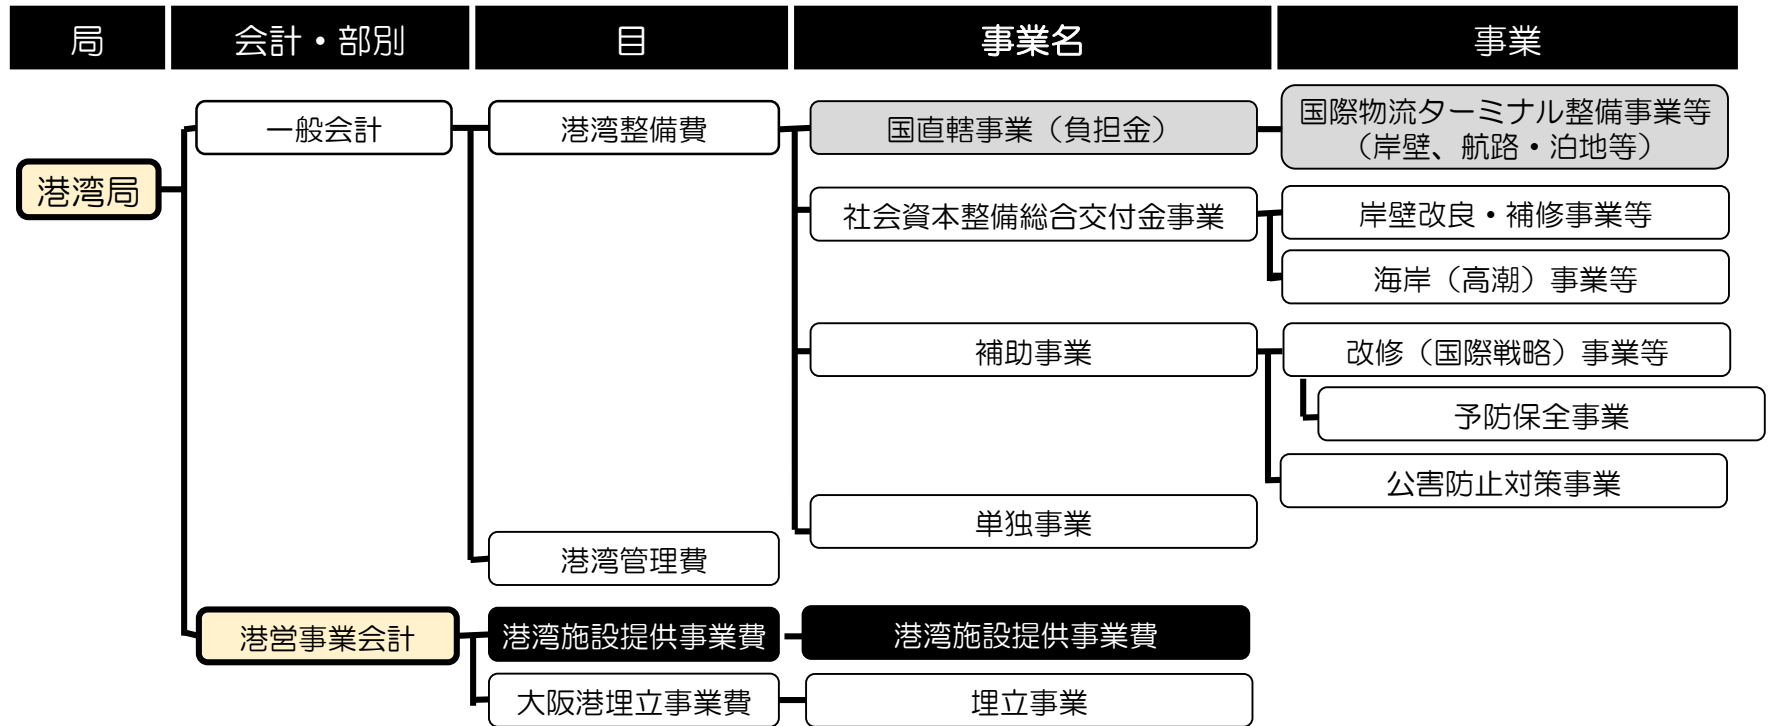 局
会計・部別
目
事業名
事業
港湾局
一般会計
港湾整備費
国直轄事業（負担金）
国際物流ターミナル整備事業等
（岸壁、航路・泊地等）
社会資本整備総合交付金事業
岸壁改良・補修事業等
海岸（高潮）事業等
補助事業
改修（国際戦略）事業等
予防保全事業
公害防止対策事業
単独事業
港湾管理費
港営事業会計
港湾施設提供事業費
港湾施設提供事業費
大阪港埋立事業費
埋立事業